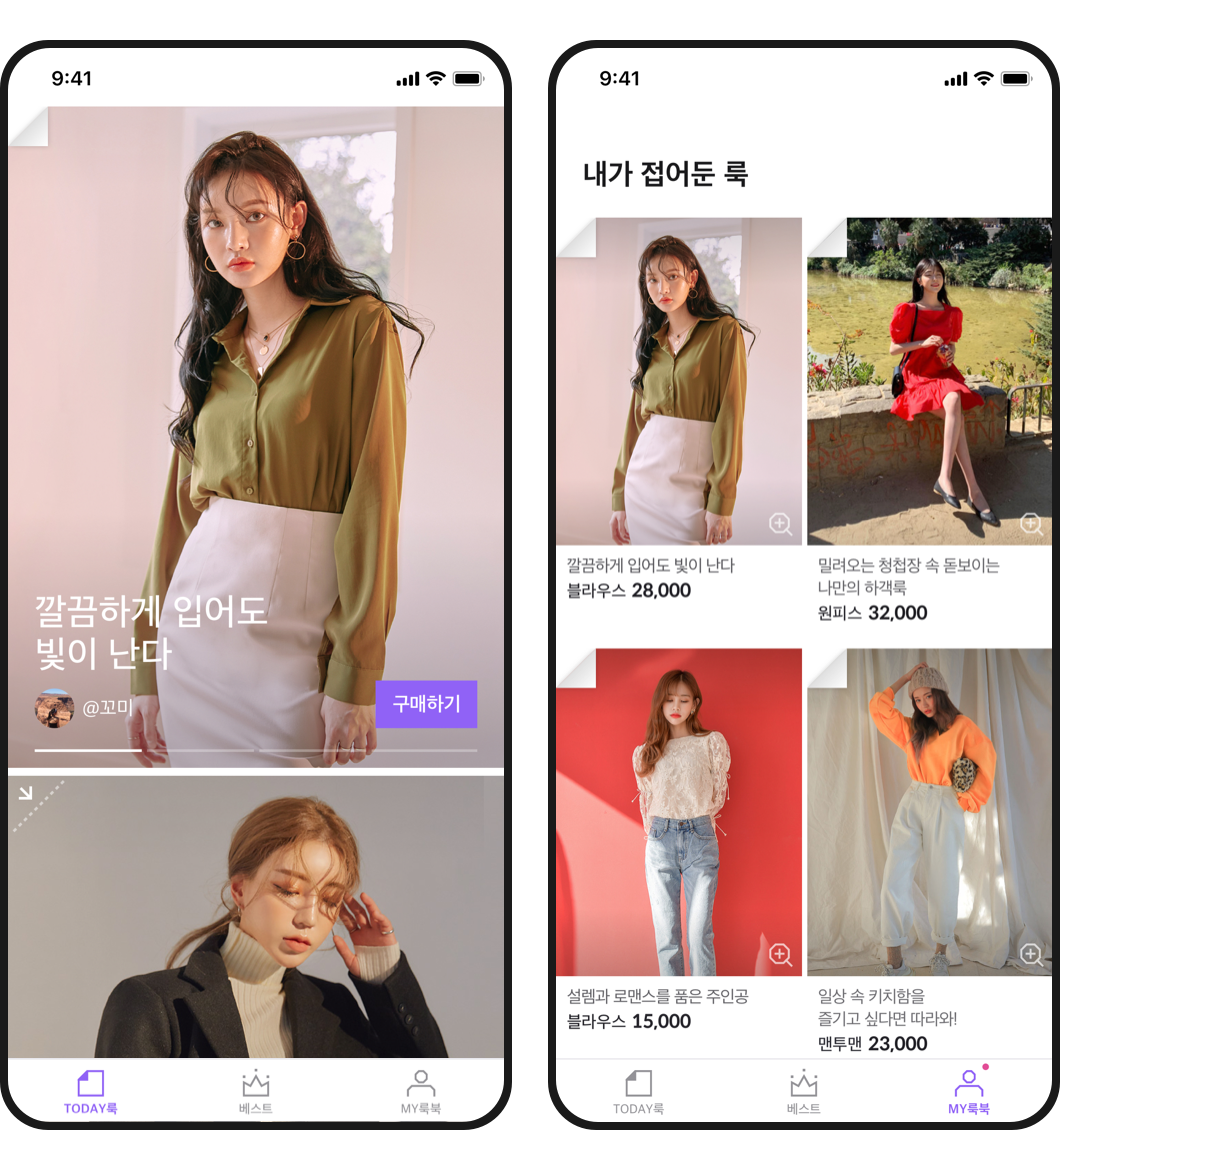 9:41
깔끔하게 입어도
빛이 난다
@꼬미
구매하기
TODAY룩
베스트
MY룩북
9:41
내가 접어둔 룩
깔끔하게 입어도 빛이 난다
블라우스 28,000
밀려오는 청첩장 속 돋보이는
나만의 하객룩
원피스 32,000
설렘과 로맨스를 품은 주인공
블라우스 15,000
일상 속 키치함을
즐기고 싶다면 따라와!
맨투맨 23,000
TODAY룩
베스트
MY룩북